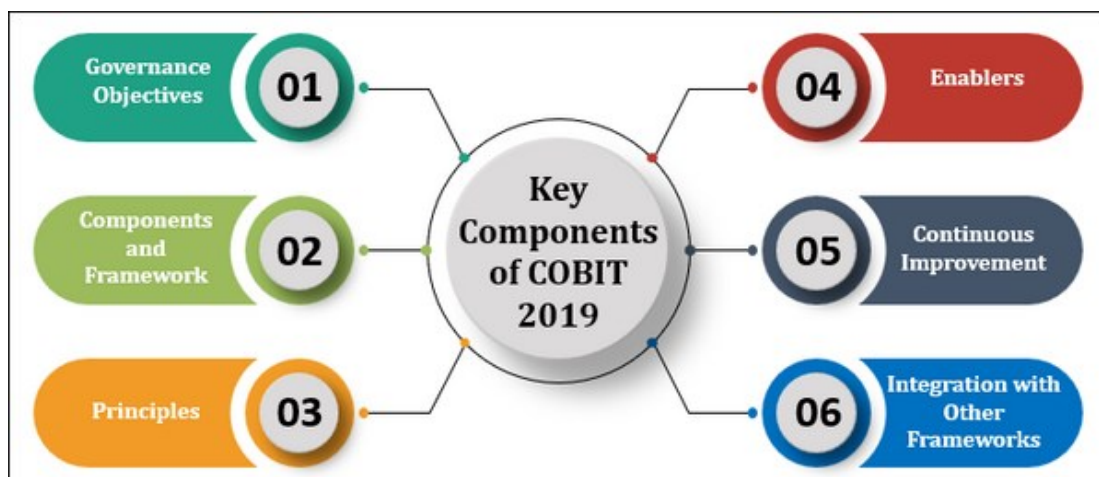 Governance
Objectives
01
Components
and
Framework
02
Principles
03
Key
Components
of COBIT
2019
04
Enablers
05
Continuous
Improvement
06
Integration with
Other
Frameworks